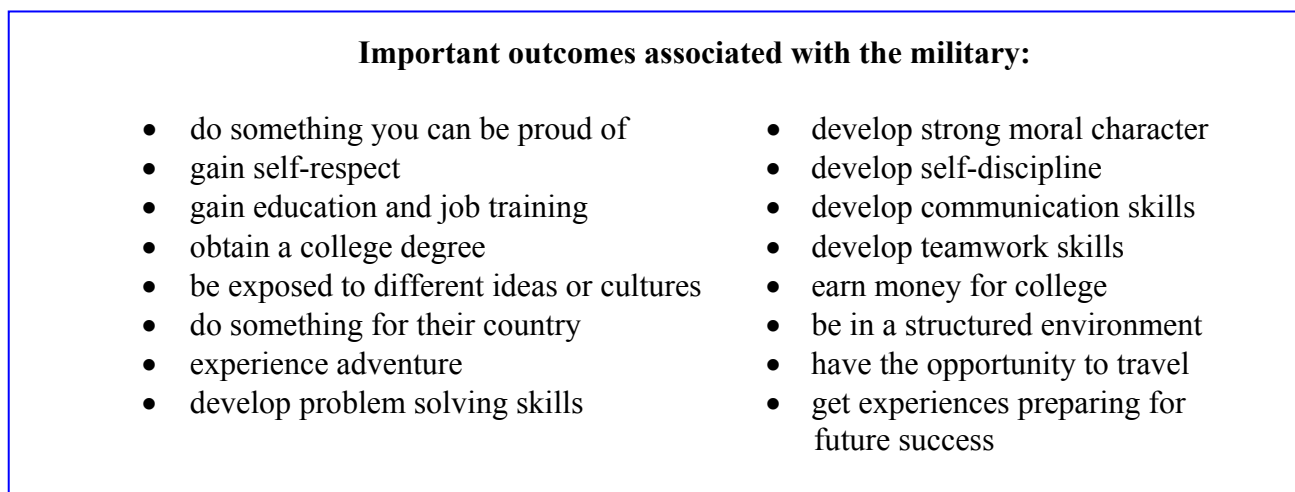 Important outcomes associated with the military:
• do something you can be proud of
• gain self-respect
• gain education and job training
• obtain a college degree
• be exposed to different ideas or cultures
• do something for their country
• experience adventure
• develop problem solving skills
• develop strong moral character
• develop self-discipline
• develop communication skills
• develop teamwork skills
• earn money for college
• be in a structured environment
• have the opportunity to travel
• get experiences preparing for
future success